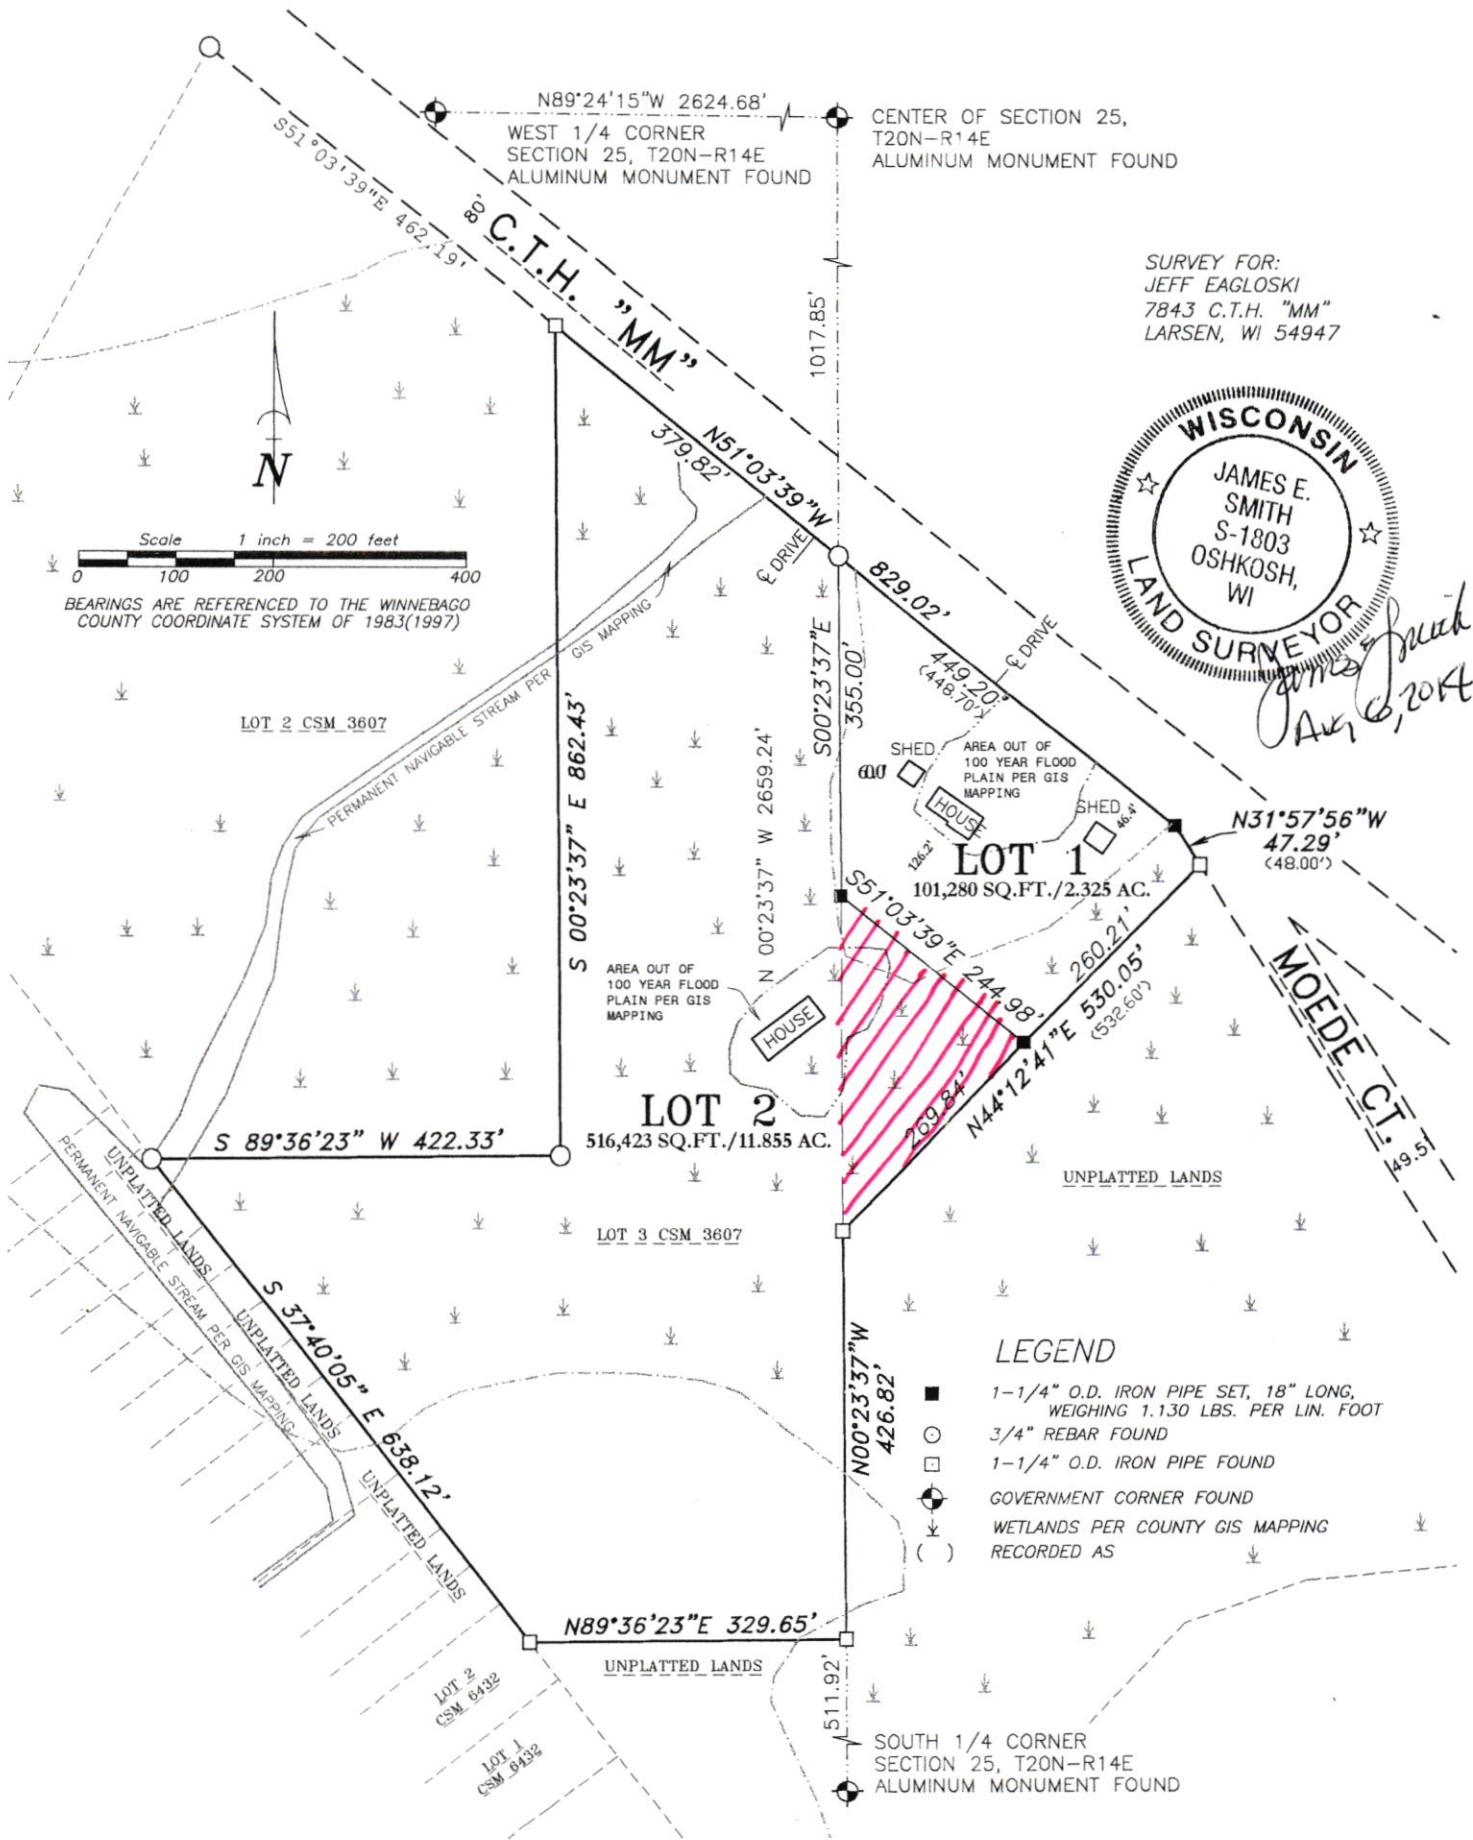 N89°24'15"W 2624.68'
WEST 1/4 CORNER
SECTION 25, T20N-R14E
ALUMINUM MONUMENT FOUND
CENTER OF SECTION 25,
T20N-R14E
ALUMINUM MONUMENT FOUND
S51°03'39"E 462.19'
80'
C.T.H. "MM"
1017.85'
SURVEY FOR:
JEFF EAGLOSKI
7843 C.T.H. "MM"
LARSEN, WI 54947
WISCONSIN
JAMES E.
SMITH
S-1803
OSHKOSH,
WI
LAND SURVEYOR
James E Smith
Aug 6, 2014
N
Scale 1 inch = 200 feet
0 100 200 400
BEARINGS ARE REFERENCED TO THE WINNEBAGO
COUNTY COORDINATE SYSTEM OF 1983(1997)
N51°03'39"W
379.82'
829.02'
℄ DRIVE
℄ DRIVE
449.20'
(448.70')
S00°23'37"E
355.00'
LOT 2 CSM 3607
PERMANENT NAVIGABLE STREAM PER GIS MAPPING
S 00°23'37" E 862.43'
N 00°23'37" W 2659.24'
SHED
60.0'
AREA OUT OF
100 YEAR FLOOD
PLAIN PER GIS
MAPPING
HOUSE
SHED
46.4'
126.2'
LOT 1
101,280 SQ.FT./2.325 AC.
N31°57'56"W
47.29'
(48.00')
S51°03'39"E 244.98'
260.21'
N44°12'41"E 530.05'
(532.60')
269.84'
MOEDE CT.
49.5'
AREA OUT OF
100 YEAR FLOOD
PLAIN PER GIS
MAPPING
HOUSE
LOT 2
516,423 SQ.FT./11.855 AC.
S 89°36'23" W 422.33'
UNPLATTED LANDS
LOT 3 CSM 3607
PERMANENT NAVIGABLE STREAM PER GIS MAPPING
UNPLATTED LANDS
UNPLATTED LANDS
UNPLATTED LANDS
S 37°40'05" E 638.12'
N00°23'37"W
426.82'
N89°36'23"E 329.65'
UNPLATTED LANDS
LOT 2
CSM 6432
LOT 1
CSM 6432
511.92'
SOUTH 1/4 CORNER
SECTION 25, T20N-R14E
ALUMINUM MONUMENT FOUND
LEGEND
1-1/4" O.D. IRON PIPE SET, 18" LONG,
WEIGHING 1.130 LBS. PER LIN. FOOT
3/4" REBAR FOUND
1-1/4" O.D. IRON PIPE FOUND
GOVERNMENT CORNER FOUND
WETLANDS PER COUNTY GIS MAPPING
( ) RECORDED AS